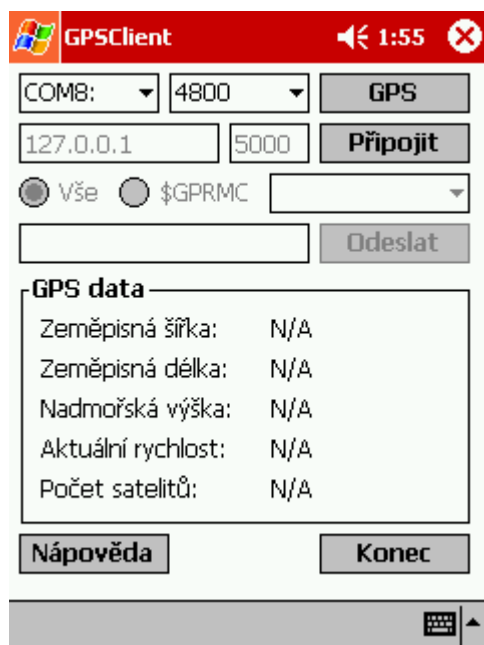 GPSClient 1:55
COM8: 4800 GPS
127.0.0.1 5000 Připojit
Vše $GPRMC
Odeslat
GPS data
Zeměpisná šířka: N/A
Zeměpisná délka: N/A
Nadmořská výška: N/A
Aktuální rychlost: N/A
Počet satelitů: N/A
Nápověda Konec